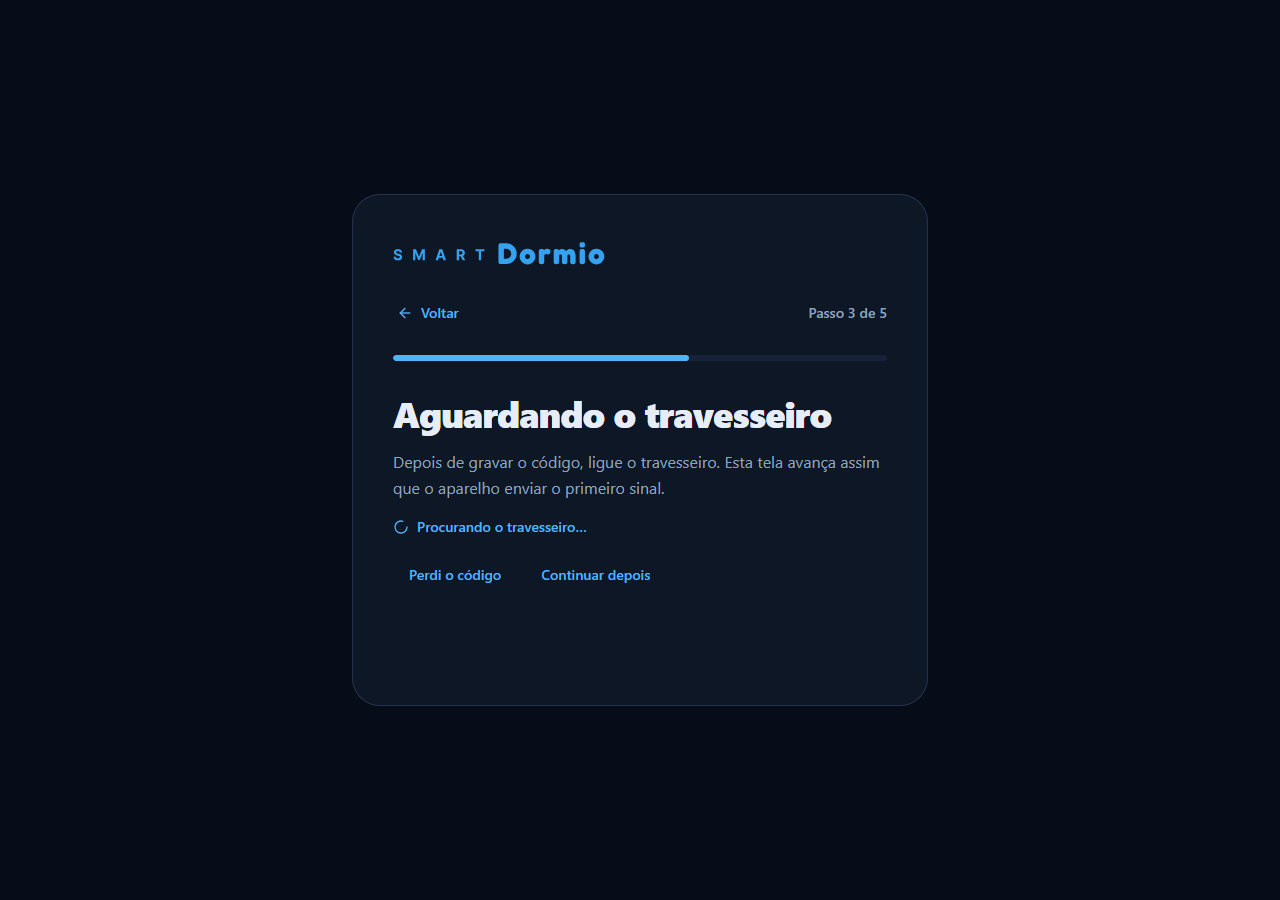 SMART Dormio
Voltar
Passo 3 de 5
Aguardando o travesseiro
Depois de gravar o código, ligue o travesseiro. Esta tela avança assim
que o aparelho enviar o primeiro sinal.
Procurando o travesseiro...
Perdi o código
Continuar depois